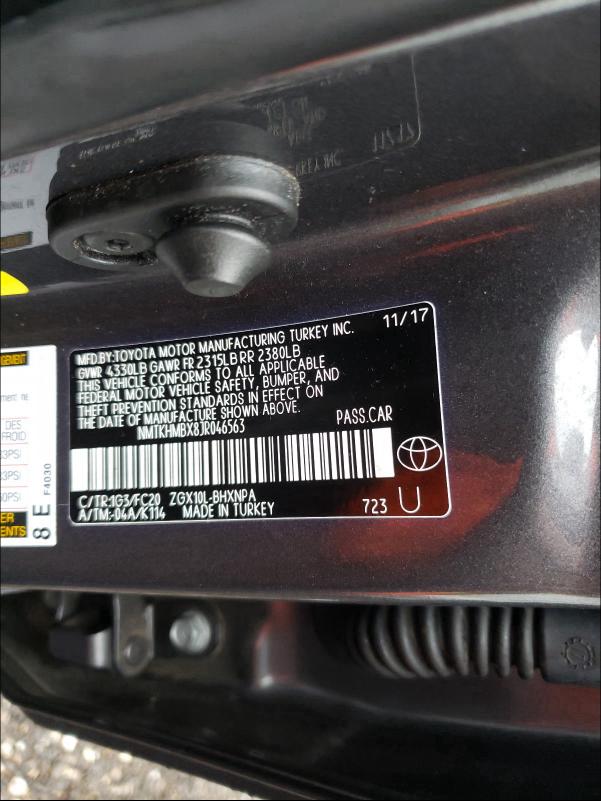 MFD.BY:TOYOTA MOTOR MANUFACTURING TURKEY INC. 11/17
GVWR 4330LB GAWR FR 2315LB RR 2380LB
THIS VEHICLE CONFORMS TO ALL APPLICABLE
FEDERAL MOTOR VEHICLE SAFETY, BUMPER, AND
THEFT PREVENTION STANDARDS IN EFFECT ON
THE DATE OF MANUFACTURE SHOWN ABOVE.
NMTKHMBX8JR046563 PASS.CAR
C/TR:1G3/FC20 ZGX10L-BHXNPA
A/TM:-04A/K114 MADE IN TURKEY 723 U
DES
FROID
8 E F4030